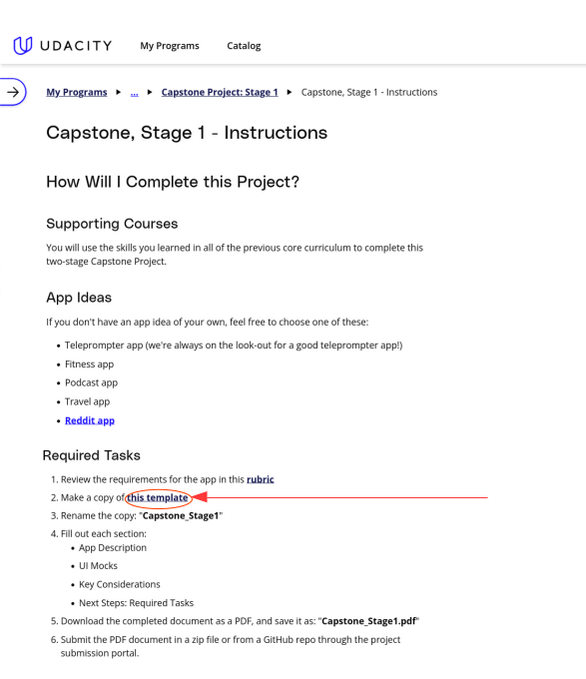 UDACITY My Programs Catalog
My Programs ▸ ... ▸ Capstone Project: Stage 1 ▸ Capstone, Stage 1 - Instructions
Capstone, Stage 1 - Instructions
How Will I Complete this Project?
Supporting Courses
You will use the skills you learned in all of the previous core curriculum to complete this
two-stage Capstone Project.
App Ideas
If you don't have an app idea of your own, feel free to choose one of these:
• Teleprompter app (we're always on the look-out for a good teleprompter app!)
• Fitness app
• Podcast app
• Travel app
• Reddit app
Required Tasks
1. Review the requirements for the app in this rubric
2. Make a copy of this template
3. Rename the copy: "Capstone_Stage1"
4. Fill out each section:
• App Description
• UI Mocks
• Key Considerations
• Next Steps: Required Tasks
5. Download the completed document as a PDF, and save it as: "Capstone_Stage1.pdf"
6. Submit the PDF document in a zip file or from a GitHub repo through the project
submission portal.